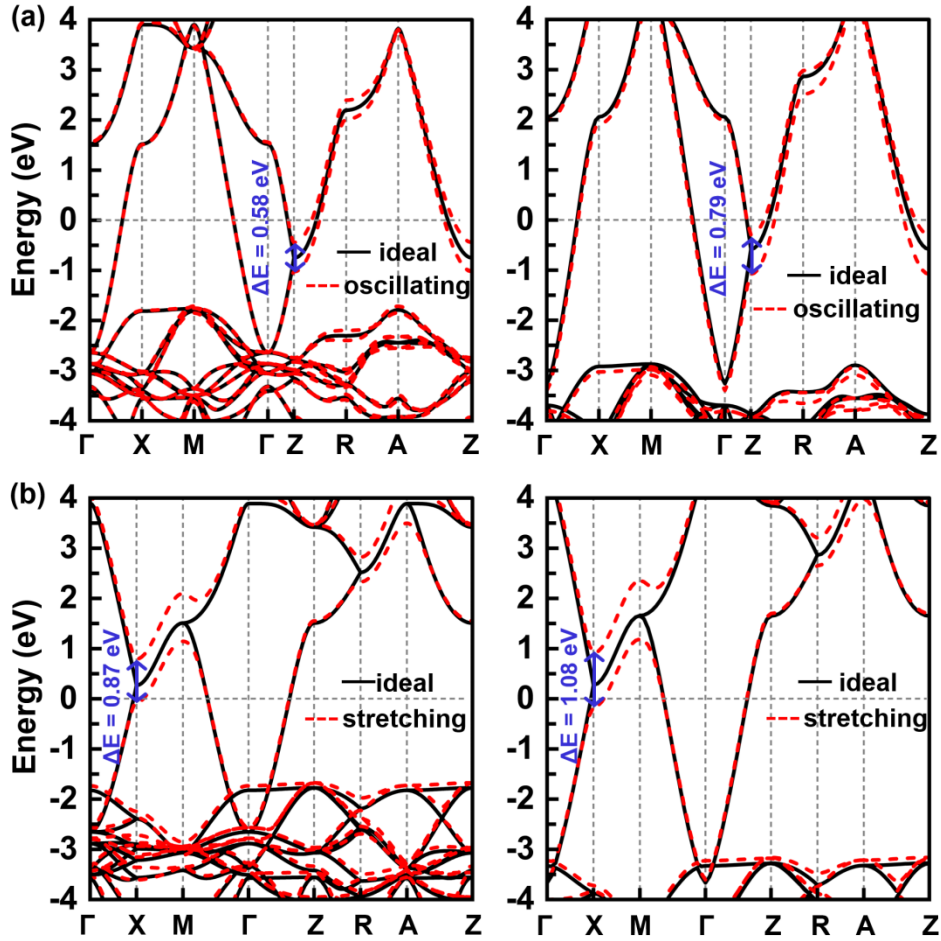 (a)
Energy (eV)
4
3
2
1
0
-1
-2
-3
-4
ΔE = 0.58 eV
ideal
oscillating
Γ X M Γ Z R A Z
4
3
2
1
0
-1
-2
-3
-4
ΔE = 0.79 eV
ideal
oscillating
Γ X M Γ Z R A Z
(b)
Energy (eV)
4
3
2
1
0
-1
-2
-3
-4
ΔE = 0.87 eV
ideal
stretching
Γ X M Γ Z R A Z
4
3
2
1
0
-1
-2
-3
-4
ΔE = 1.08 eV
ideal
stretching
Γ X M Γ Z R A Z